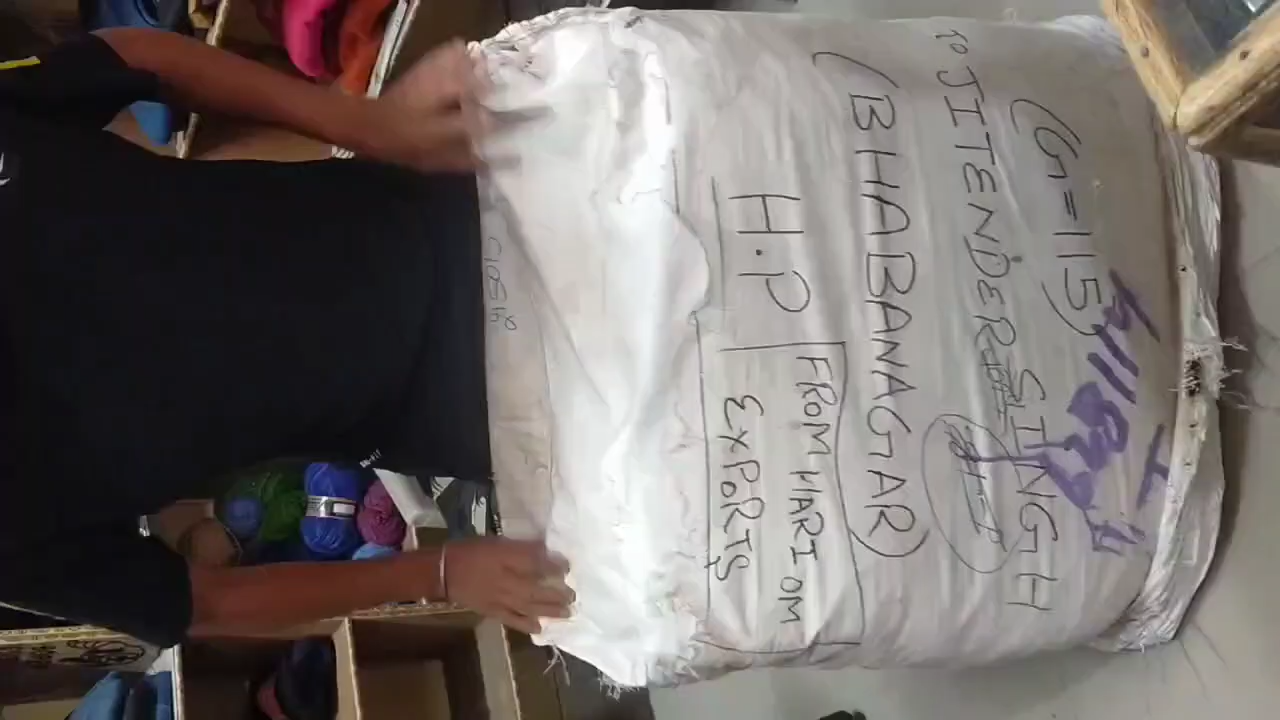 (G=115)
To JITENDER SINGH
(BHABANAGAR)
H.P
FROM HARI OM
EXPORTS